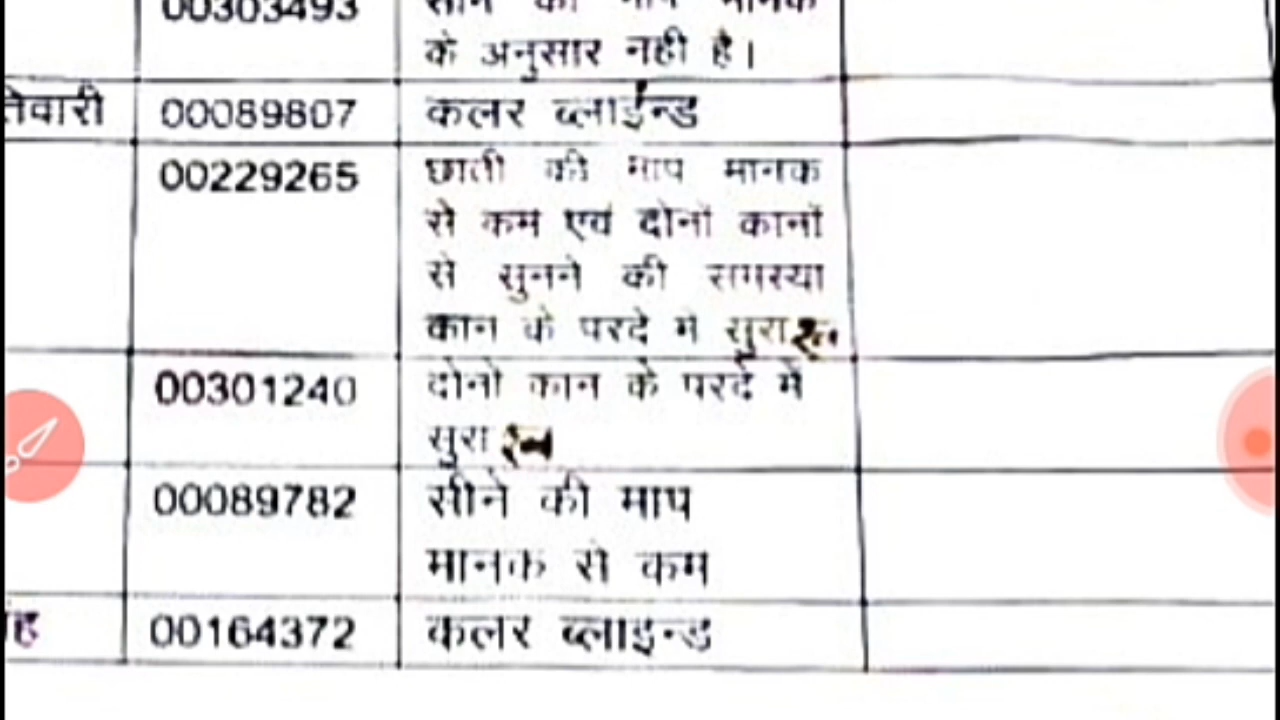 00303493 सीने की माप मानक
के अनुसार नही है।
तिवारी 00089807 कलर ब्लाईन्ड
00229265 छाती की माप मानक
से कम एवं दोनों कानों
से सुनने की समस्या
कान के परदे में सुराख
00301240 दोनो कान के परदे में
सुराख
00089782 सीने की माप
मानक से कम
00164372 कलर ब्लाइन्ड